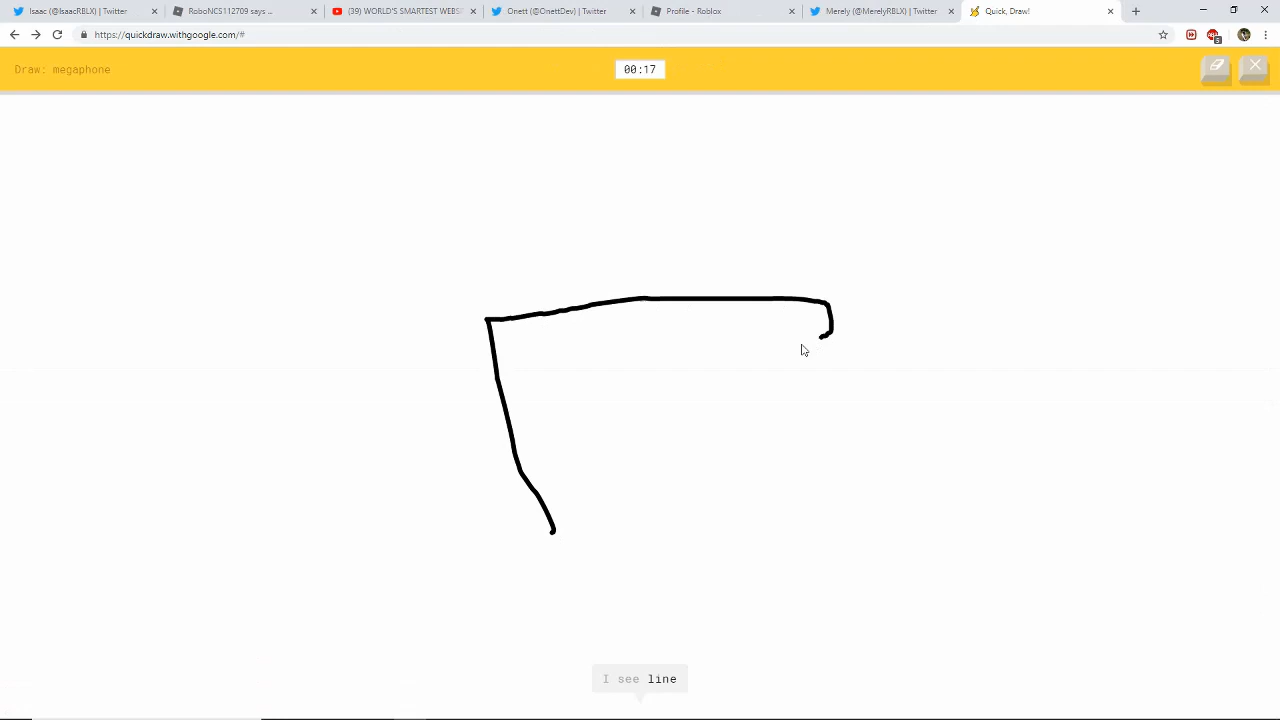 Isaac (@IsaacRBLX) | Twitter
RoboNCS112709 says ..
(39) WORLD'S SMARTEST WEBS
Onett (@OnettDev) | Twitter
Profile - Roblox
Merely (@MerelyRBLX) | Twitter
Quick, Draw!
https://quickdraw.withgoogle.com/#
Draw: megaphone
00:17
I see line